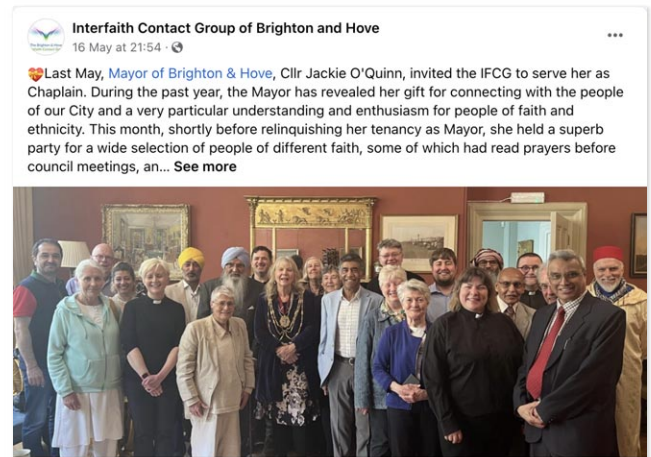 Interfaith Contact Group of Brighton and Hove
16 May at 21:54 ·
💝Last May, Mayor of Brighton & Hove, Cllr Jackie O'Quinn, invited the IFCG to serve her as
Chaplain. During the past year, the Mayor has revealed her gift for connecting with the people
of our City and a very particular understanding and enthusiasm for people of faith and
ethnicity. This month, shortly before relinquishing her tenancy as Mayor, she held a superb
party for a wide selection of people of different faith, some of which had read prayers before
council meetings, an... See more